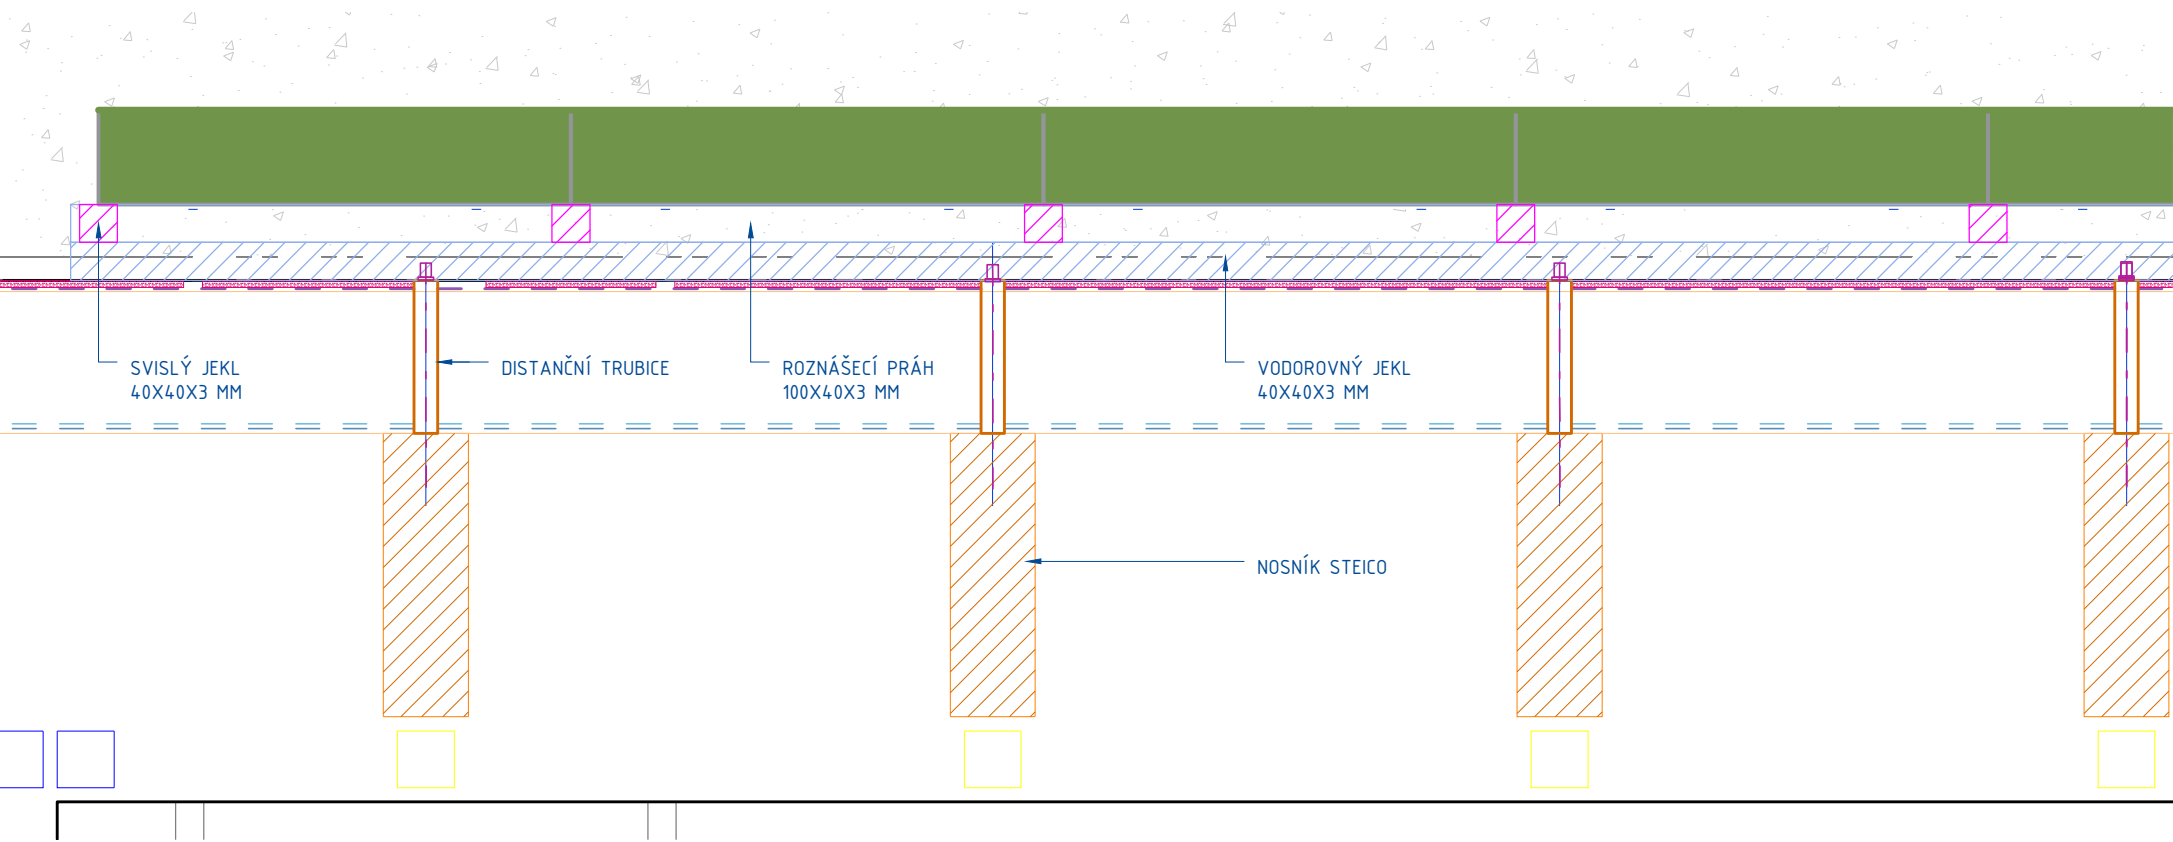 SVISLÝ JEKL
40X40X3 MM
DISTANČNÍ TRUBICE
ROZNÁŠECÍ PRÁH
100X40X3 MM
VODOROVNÝ JEKL
40X40X3 MM
NOSNÍK STEICO